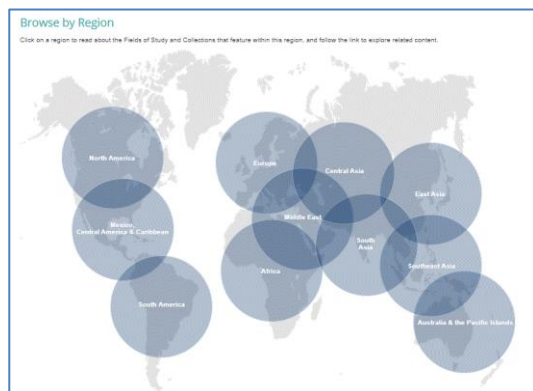 Browse by Region
Click on a region to read about the Fields of Study and Collections that feature within this region, and follow the link to explore related content.
North America
Europe
Central Asia
East Asia
Mexico,
Central America & Caribbean
Middle East
South
Asia
Southeast Asia
Africa
South America
Australia & the Pacific Islands